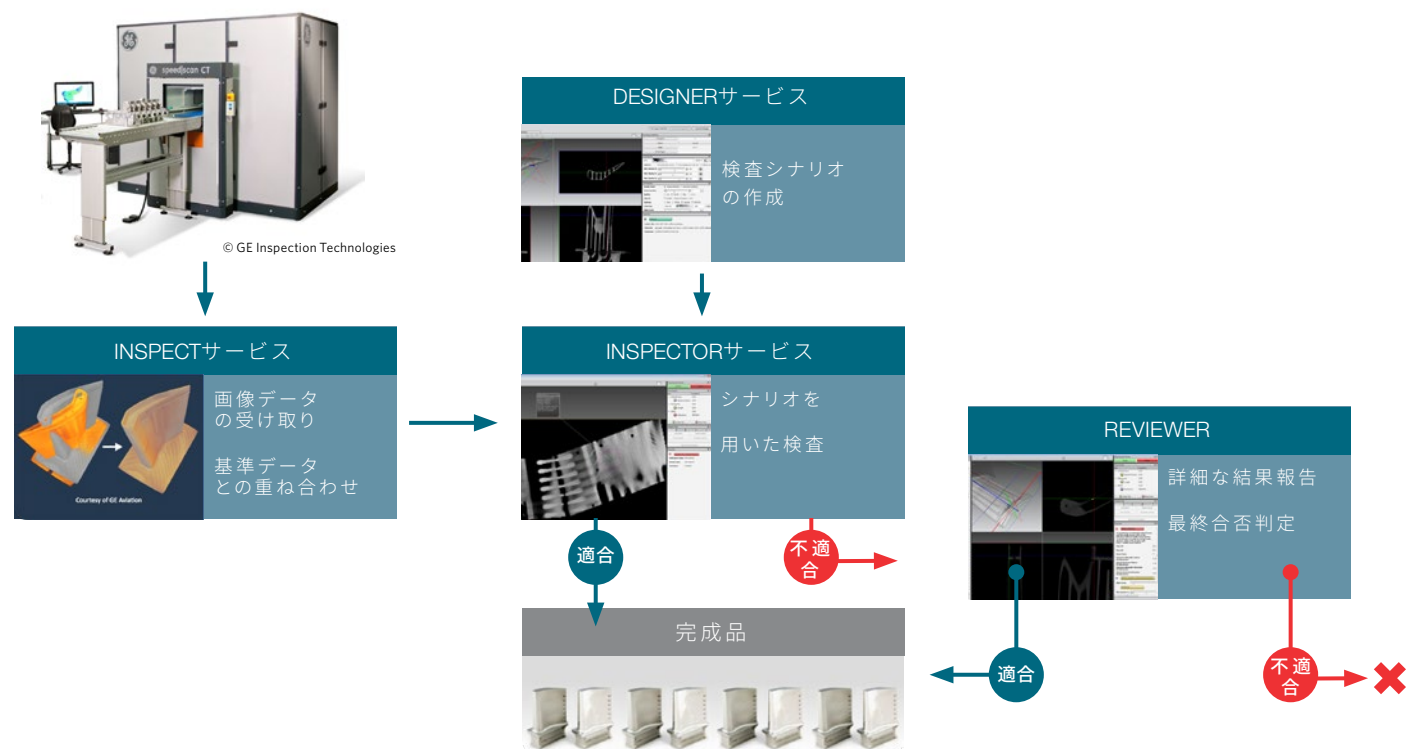 speed|scan CT
© GE Inspection Technologies
DESIGNERサービス
検査シナリオ
の作成
INSPECTサービス
画像データ
の受け取り
基準データ
との重ね合わせ
Courtesy of GE Aviation
INSPECTORサービス
シナリオを
用いた検査
適合
不適
合
REVIEWER
詳細な結果報告
最終合否判定
完成品
適合
不適
合